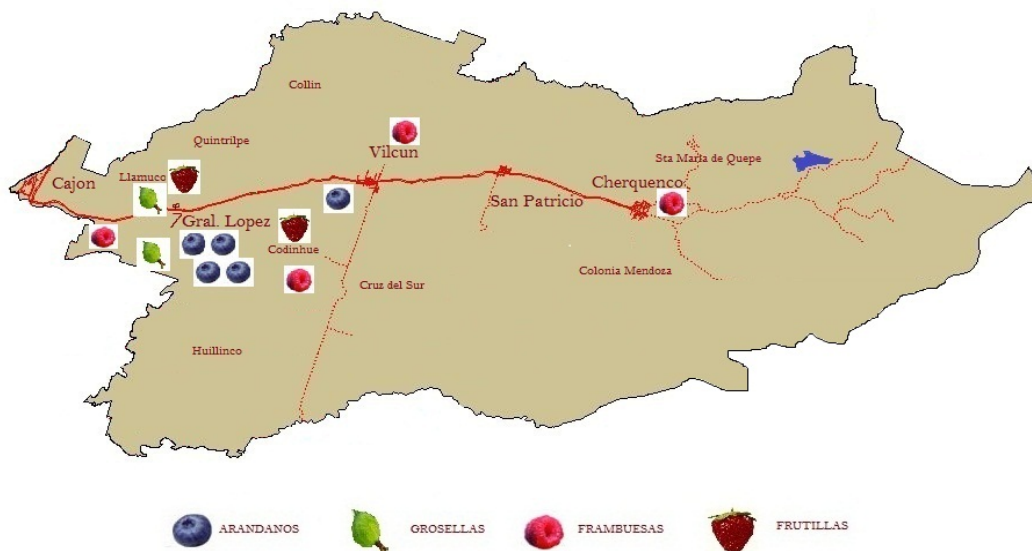 Collin
Quintrilpe
Vilcun
Sta Maria de Quepe
Llamuco
Cajon
Cherquenco
San Patricio
Gral. Lopez
Codinhue
Colonia Mendoza
Cruz del Sur
Huillinco
ARANDANOS
GROSELLAS
FRAMBUESAS
FRUTILLAS